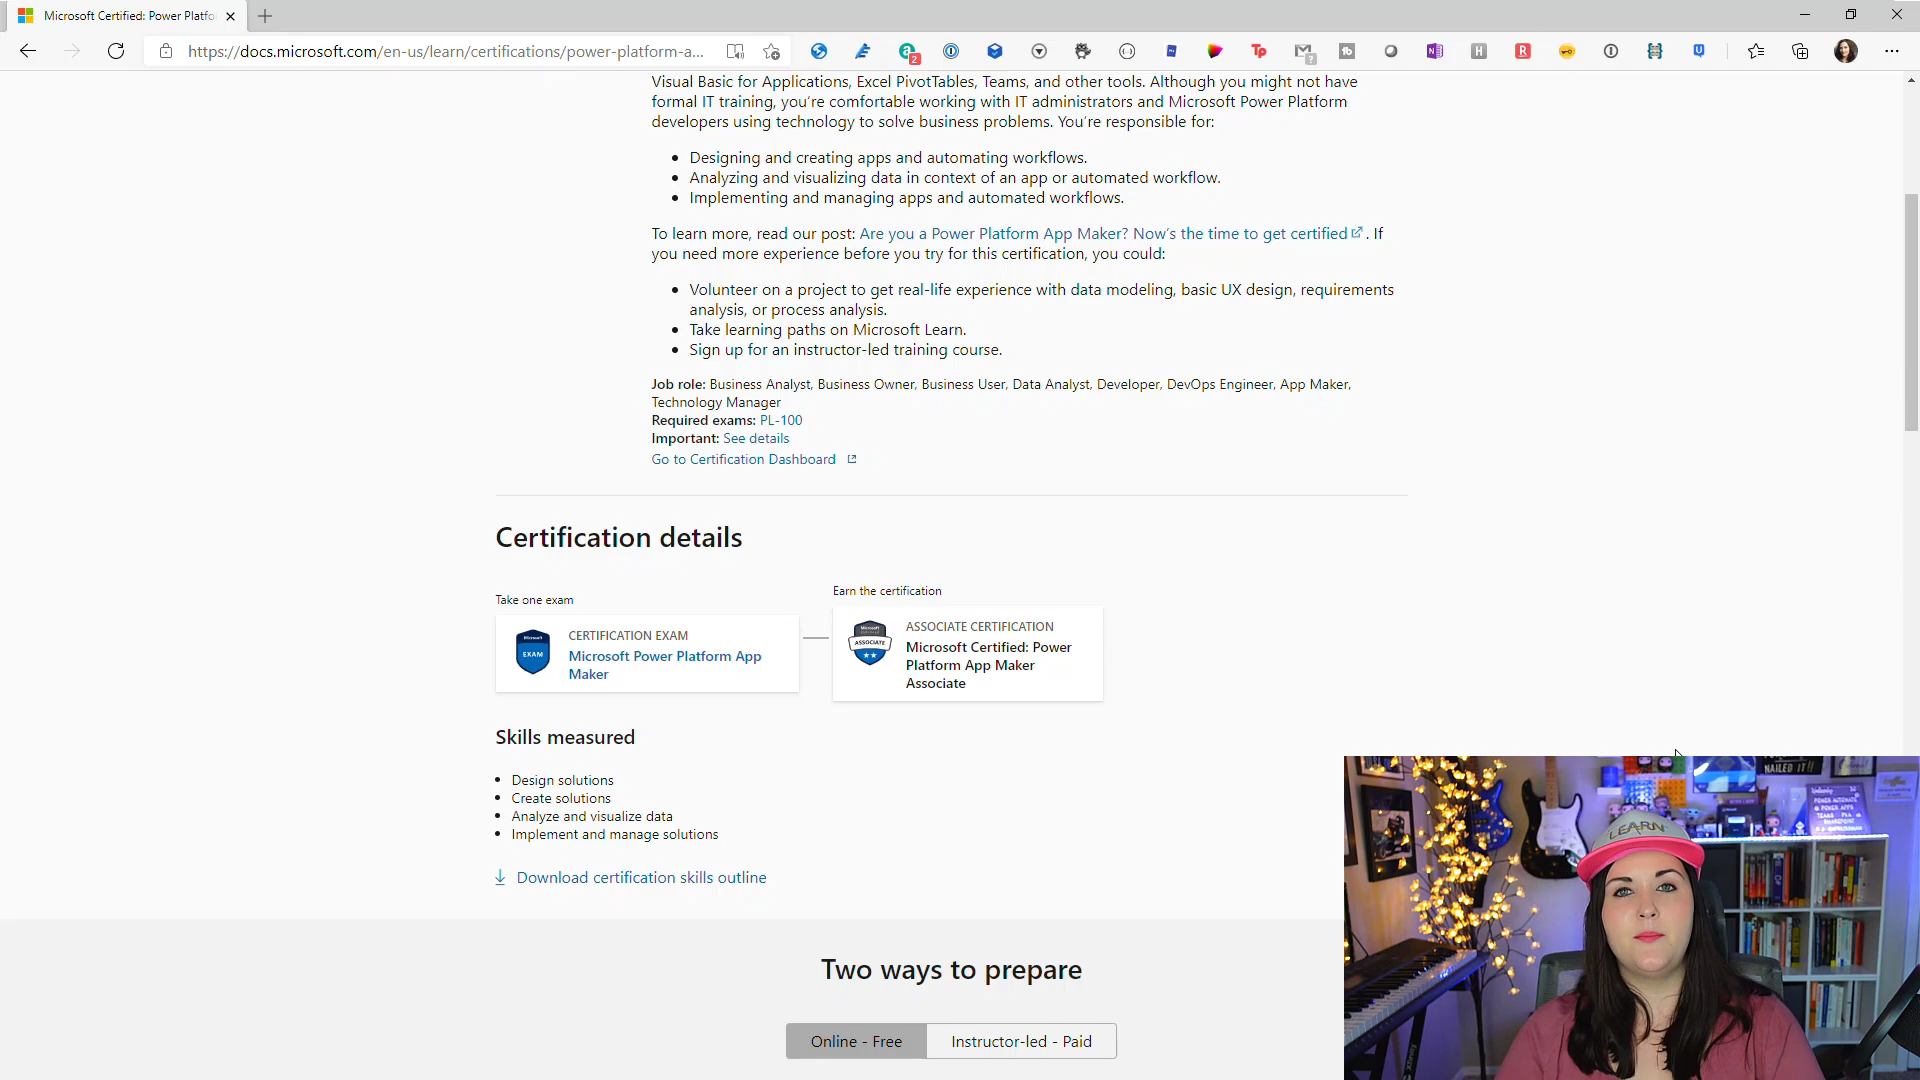 Microsoft Certified: Power Platfo
https://docs.microsoft.com/en-us/learn/certifications/power-platform-a...
Visual Basic for Applications, Excel PivotTables, Teams, and other tools. Although you might not have
formal IT training, you're comfortable working with IT administrators and Microsoft Power Platform
developers using technology to solve business problems. You're responsible for:
Designing and creating apps and automating workflows.
Analyzing and visualizing data in context of an app or automated workflow.
Implementing and managing apps and automated workflows.
To learn more, read our post: Are you a Power Platform App Maker? Now's the time to get certified. If
you need more experience before you try for this certification, you could:
Volunteer on a project to get real-life experience with data modeling, basic UX design, requirements
analysis, or process analysis.
Take learning paths on Microsoft Learn.
Sign up for an instructor-led training course.
Job role: Business Analyst, Business Owner, Business User, Data Analyst, Developer, DevOps Engineer, App Maker,
Technology Manager
Required exams: PL-100
Important: See details
Go to Certification Dashboard
Certification details
Take one exam
Earn the certification
Microsoft
EXAM
CERTIFICATION EXAM
Microsoft Power Platform App
Maker
Microsoft
ASSOCIATE
ASSOCIATE CERTIFICATION
Microsoft Certified: Power
Platform App Maker
Associate
Skills measured
Design solutions
Create solutions
Analyze and visualize data
Implement and manage solutions
Download certification skills outline
Two ways to prepare
Online - Free
Instructor-led - Paid
NAILED IT!!
LEARN